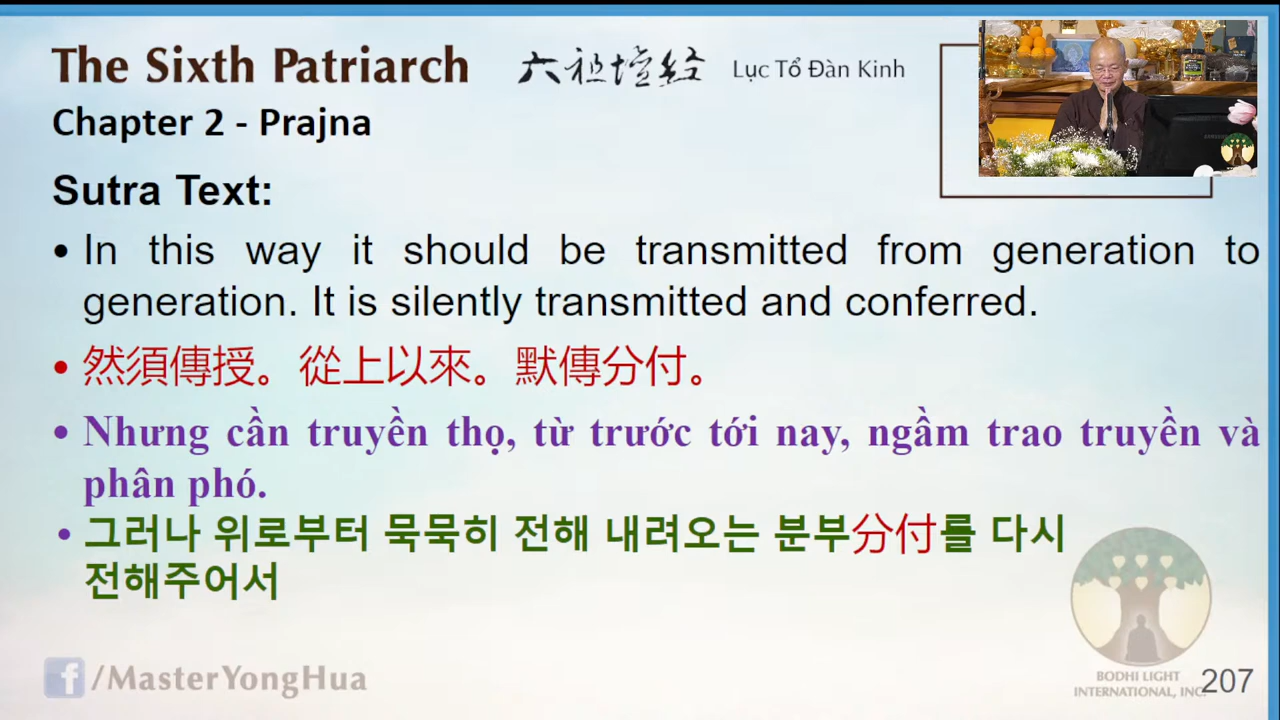 The Sixth Patriarch 六祖壇経 Lục Tổ Đàn Kinh
Chapter 2 - Prajna
Sutra Text:
• In this way it should be transmitted from generation to
generation. It is silently transmitted and conferred.
• 然須傳授。從上以來。默傳分付。
• Nhưng cần truyền thọ, từ trước tới nay, ngầm trao truyền và
phân phó.
• 그러나 위로부터 묵묵히 전해 내려오는 분부分付를 다시
전해주어서
f/MasterYongHua
BODHI LIGHT
INTERNATIONAL, INC.
207